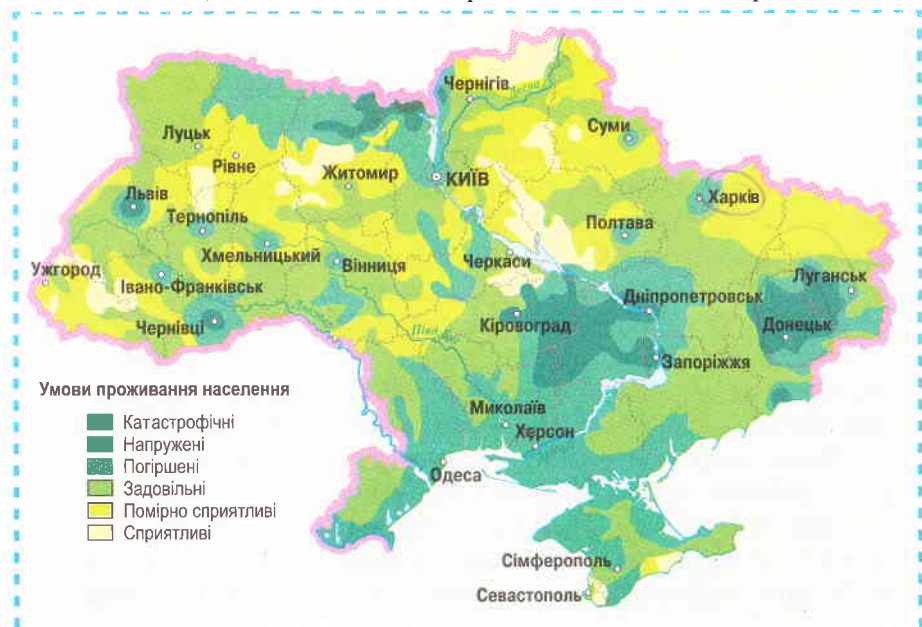 Чернігів
Десна
Суми
Луцьк
Рівне
Житомир
КИЇВ
Львів
Харків
Тернопіль
Полтава
Хмельницький
Вінниця
Черкаси
Ужгород
Луганськ
Івано-Франківськ
Дніпропетровськ
Кіровоград
Донецьк
Чернівці
Запоріжжя
Умови проживання населення
Миколаїв
Катастрофічні
Херсон
Напружені
Погіршені
Одеса
Задовільні
Помірно сприятливі
Сприятливі
Сімферополь
Севастополь